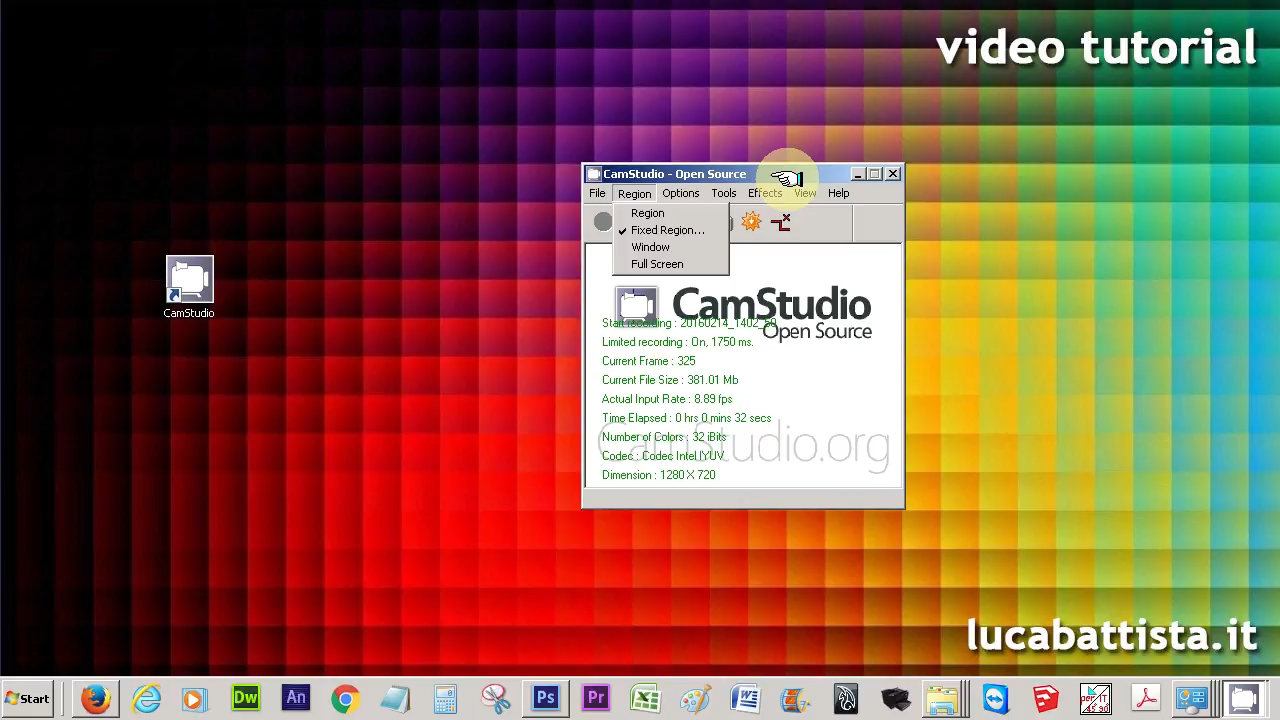 video tutorial
CamStudio - Open Source
File Region Options Tools Effects View Help
Region
Fixed Region...
Window
Full Screen
CamStudio
Open Source
Start recording : 20160214_1402_
Limited recording : On, 1750 ms.
Current Frame : 325
Current File Size : 381.01 Mb
Actual Input Rate : 8.89 fps
Time Elapsed : 0 hrs 0 mins 32 secs
Number of Colors : 32 iBits
CamStudio.org
Codec : Codec Intel IYUV
Dimension : 1280 X 720
CamStudio
lucabattista.it
Start
Dw
An
Ps
Pr